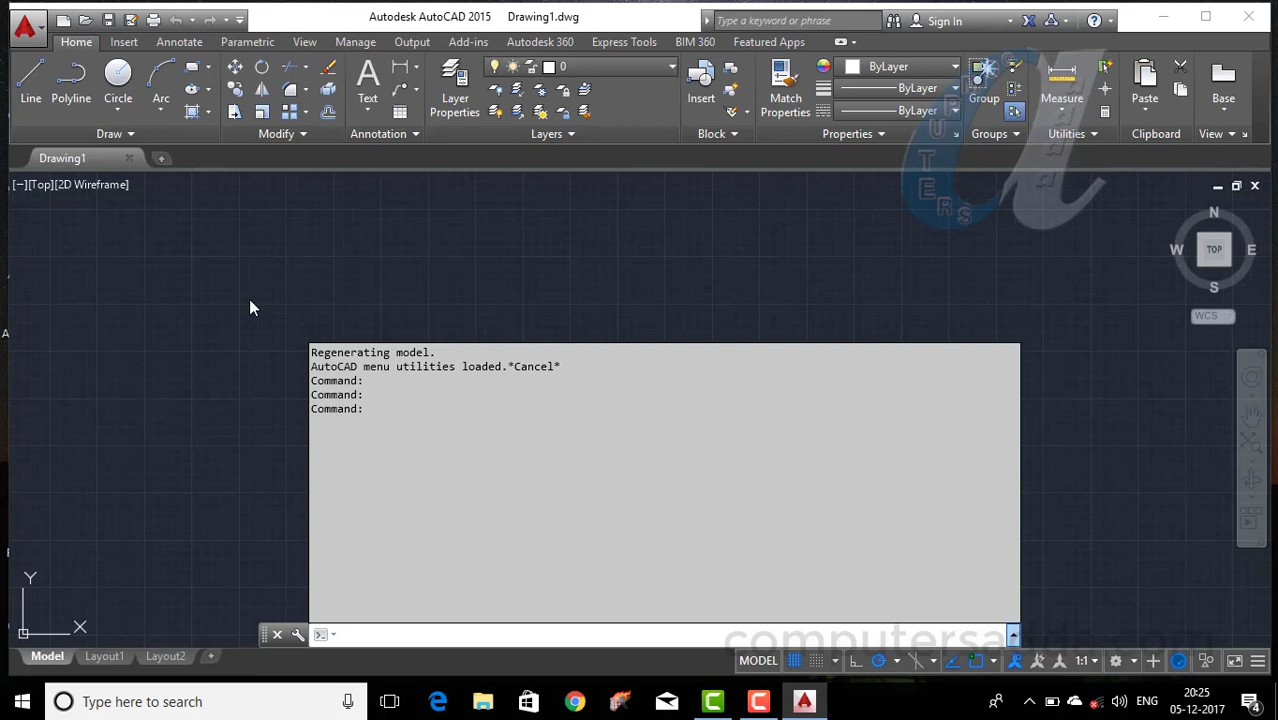 Autodesk AutoCAD 2015 Drawing1.dwg
Type a keyword or phrase
Sign In
Home Insert Annotate Parametric View Manage Output Add-ins Autodesk 360 Express Tools BIM 360 Featured Apps
0
ByLayer
Line Polyline Circle Arc
Text
Layer
Properties
Insert
Match
Properties
ByLayer
ByLayer
Group
Measure
Paste
Base
Draw Modify Annotation Layers Block Properties Groups Utilities Clipboard View
Drawing1
[−][Top][2D Wireframe]
PUTERS
N
W TOP E
S
WCS
Regenerating model.
AutoCAD menu utilities loaded.*Cancel*
Command:
Command:
Command:
Y
X
Model Layout1 Layout2
MODEL
1:1
Type here to search
ENG
20:25
05-12-2017
4